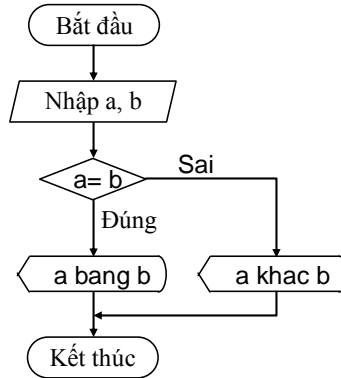 Bắt đầu
Nhập a, b
a= b
Sai
Đúng
a bang b
a khac b
Kết thúc